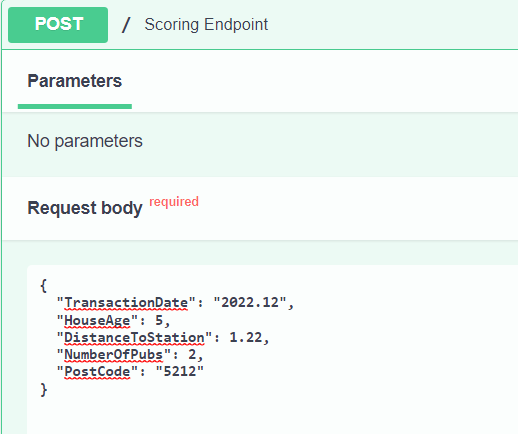 POST / Scoring Endpoint
Parameters
No parameters
Request body required
{
"TransactionDate": "2022.12",
"HouseAge": 5,
"DistanceToStation": 1.22,
"NumberOfPubs": 2,
"PostCode": "5212"
}